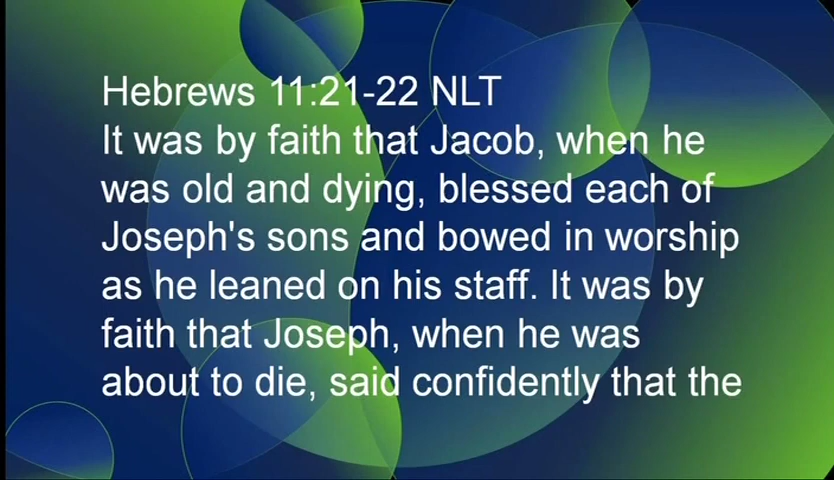 Hebrews 11:21-22 NLT
It was by faith that Jacob, when he
was old and dying, blessed each of
Joseph's sons and bowed in worship
as he leaned on his staff. It was by
faith that Joseph, when he was
about to die, said confidently that the